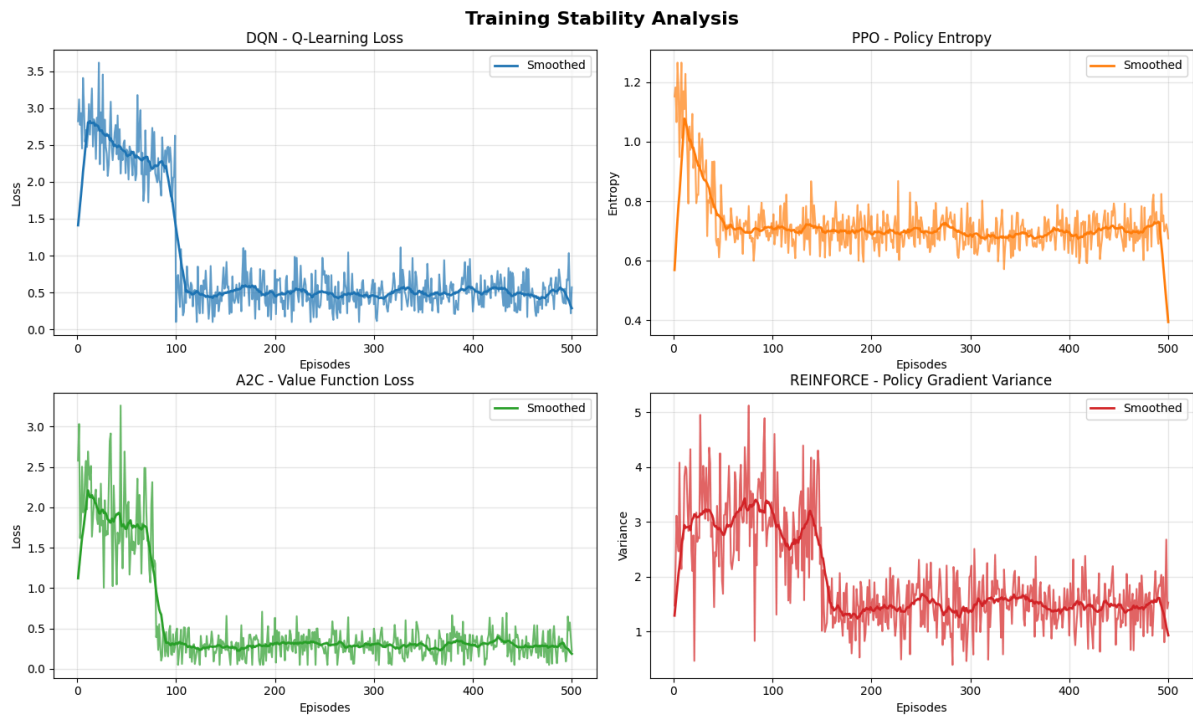 Training Stability Analysis
DQN - Q-Learning Loss
Smoothed
Loss
3.5
3.0
2.5
2.0
1.5
1.0
0.5
0.0
0 100 200 300 400 500
Episodes
PPO - Policy Entropy
Smoothed
Entropy
1.2
1.0
0.8
0.6
0.4
0 100 200 300 400 500
Episodes
A2C - Value Function Loss
Smoothed
Loss
3.0
2.5
2.0
1.5
1.0
0.5
0.0
0 100 200 300 400 500
Episodes
REINFORCE - Policy Gradient Variance
Smoothed
Variance
5
4
3
2
1
0 100 200 300 400 500
Episodes